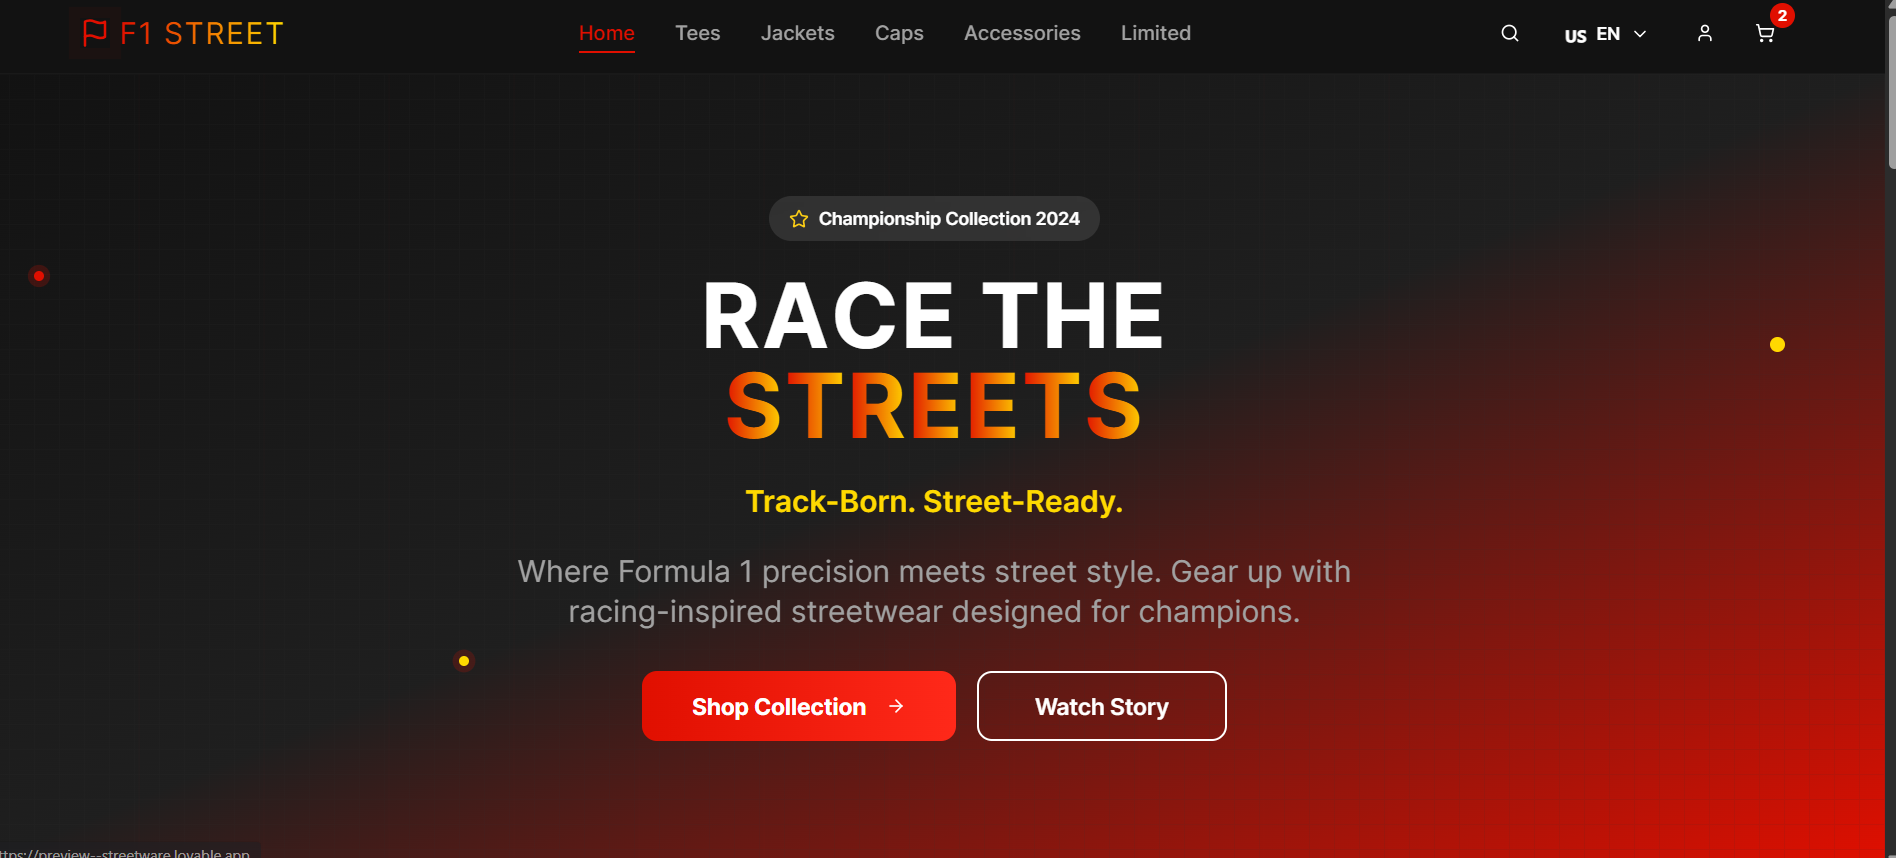 F1 STREET
Home
Tees
Jackets
Caps
Accessories
Limited
US EN
2
Championship Collection 2024
RACE THE
STREETS
Track-Born. Street-Ready.
Where Formula 1 precision meets street style. Gear up with
racing-inspired streetwear designed for champions.
Shop Collection
Watch Story
ttps://preview--streetware.lovable.app